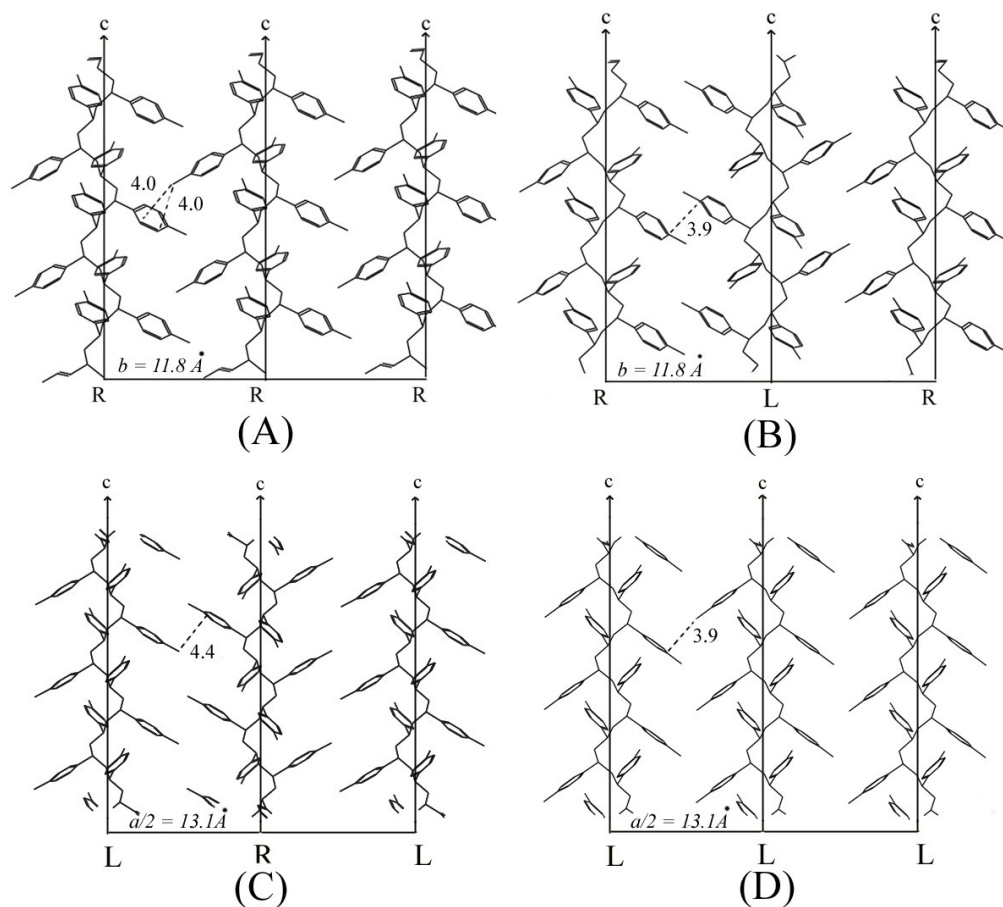 c c c
4.0
4.0
b = 11.8 Å
R R R
(A)
c c c
3.9
b = 11.8 Å
R L R
(B)
c c c
4.4
a/2 = 13.1Å
L R L
(C)
c c c
3.9
a/2 = 13.1Å
L L L
(D)